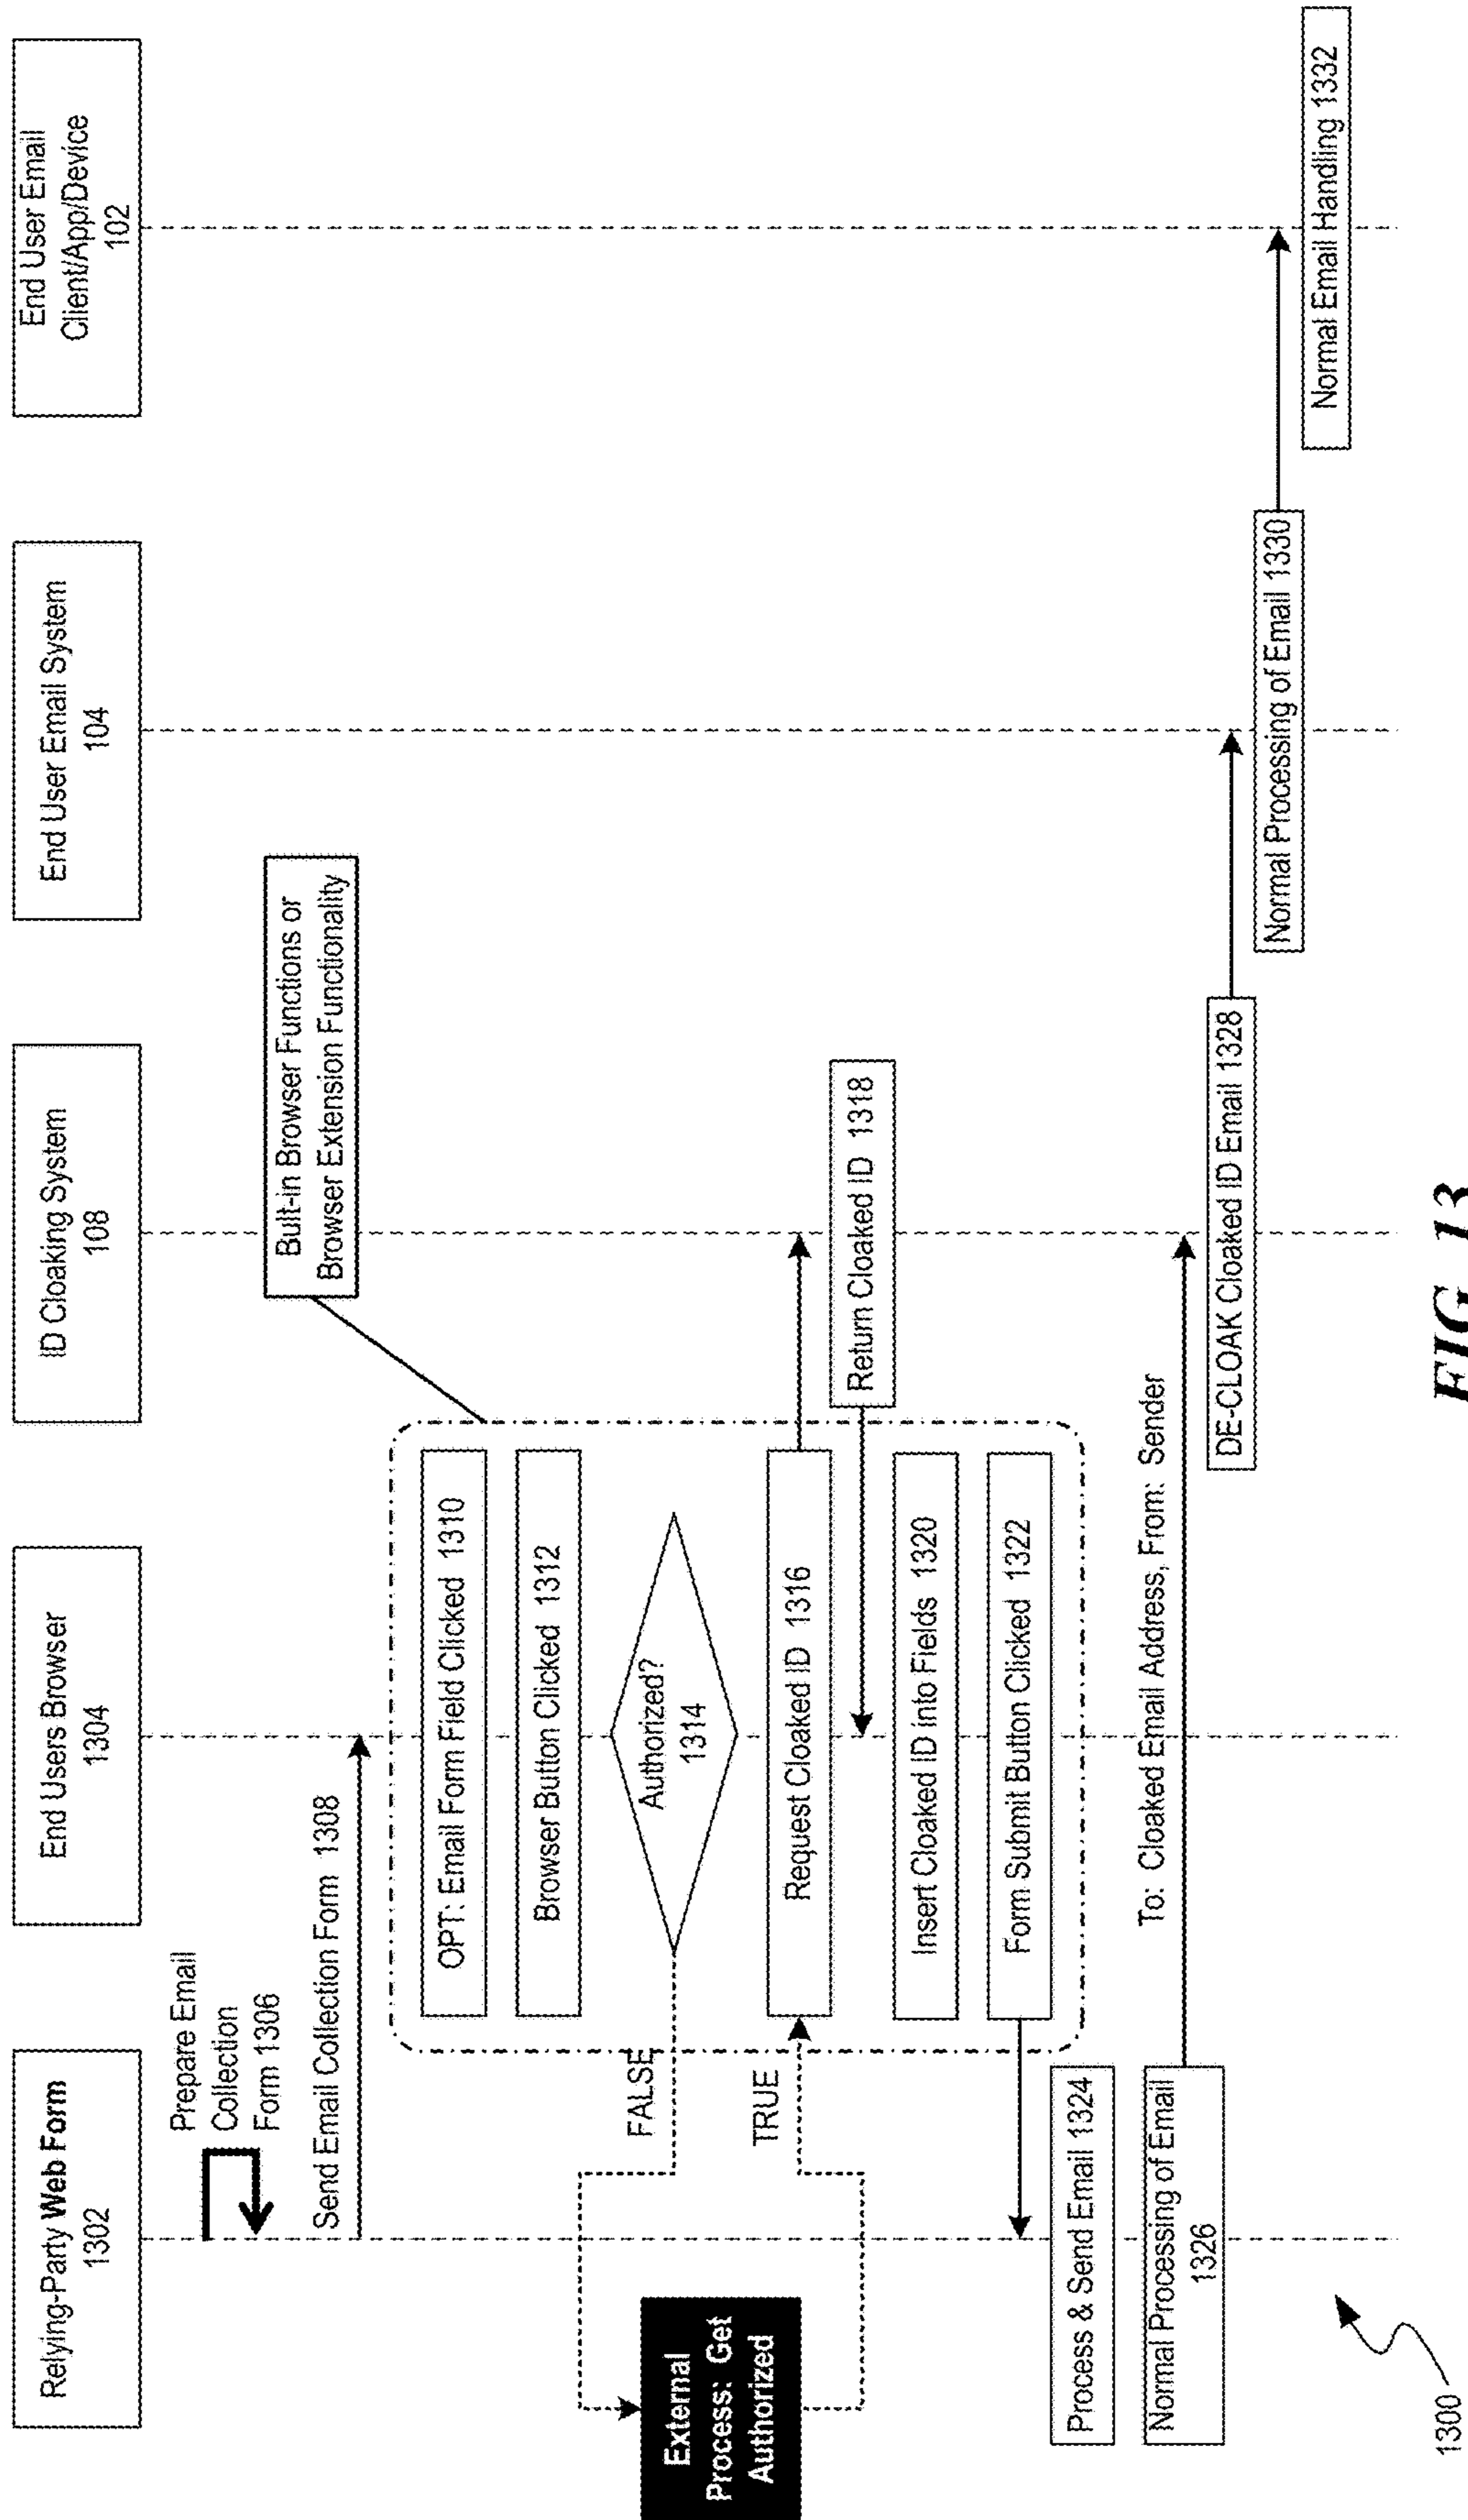 Relying-Party Web Form
1302
End Users Browser
1304
ID Cloaking System
108
End User Email System
104
End User Email
Client/App/Device
102
Prepare Email
Collection
Form 1306
Send Email Collection Form 1308
Bult-in Browser Functions or
Browser Extension Functionality
OPT: Email Form Field Clicked 1310
Browser Button Clicked 1312
Authorized?
1314
FALSE
External
Process: Get
Authorized
TRUE
Request Cloaked ID 1316
Return Cloaked ID 1318
Insert Cloaked ID into Fields 1320
Form Submit Button Clicked 1322
Process & Send Email 1324
Normal Processing of Email
1326
To: Cloaked Email Address, From: Sender
DE-CLOAK Cloaked ID Email 1328
Normal Processing of Email 1330
Normal Email Handling 1332
1300
FIG. 13